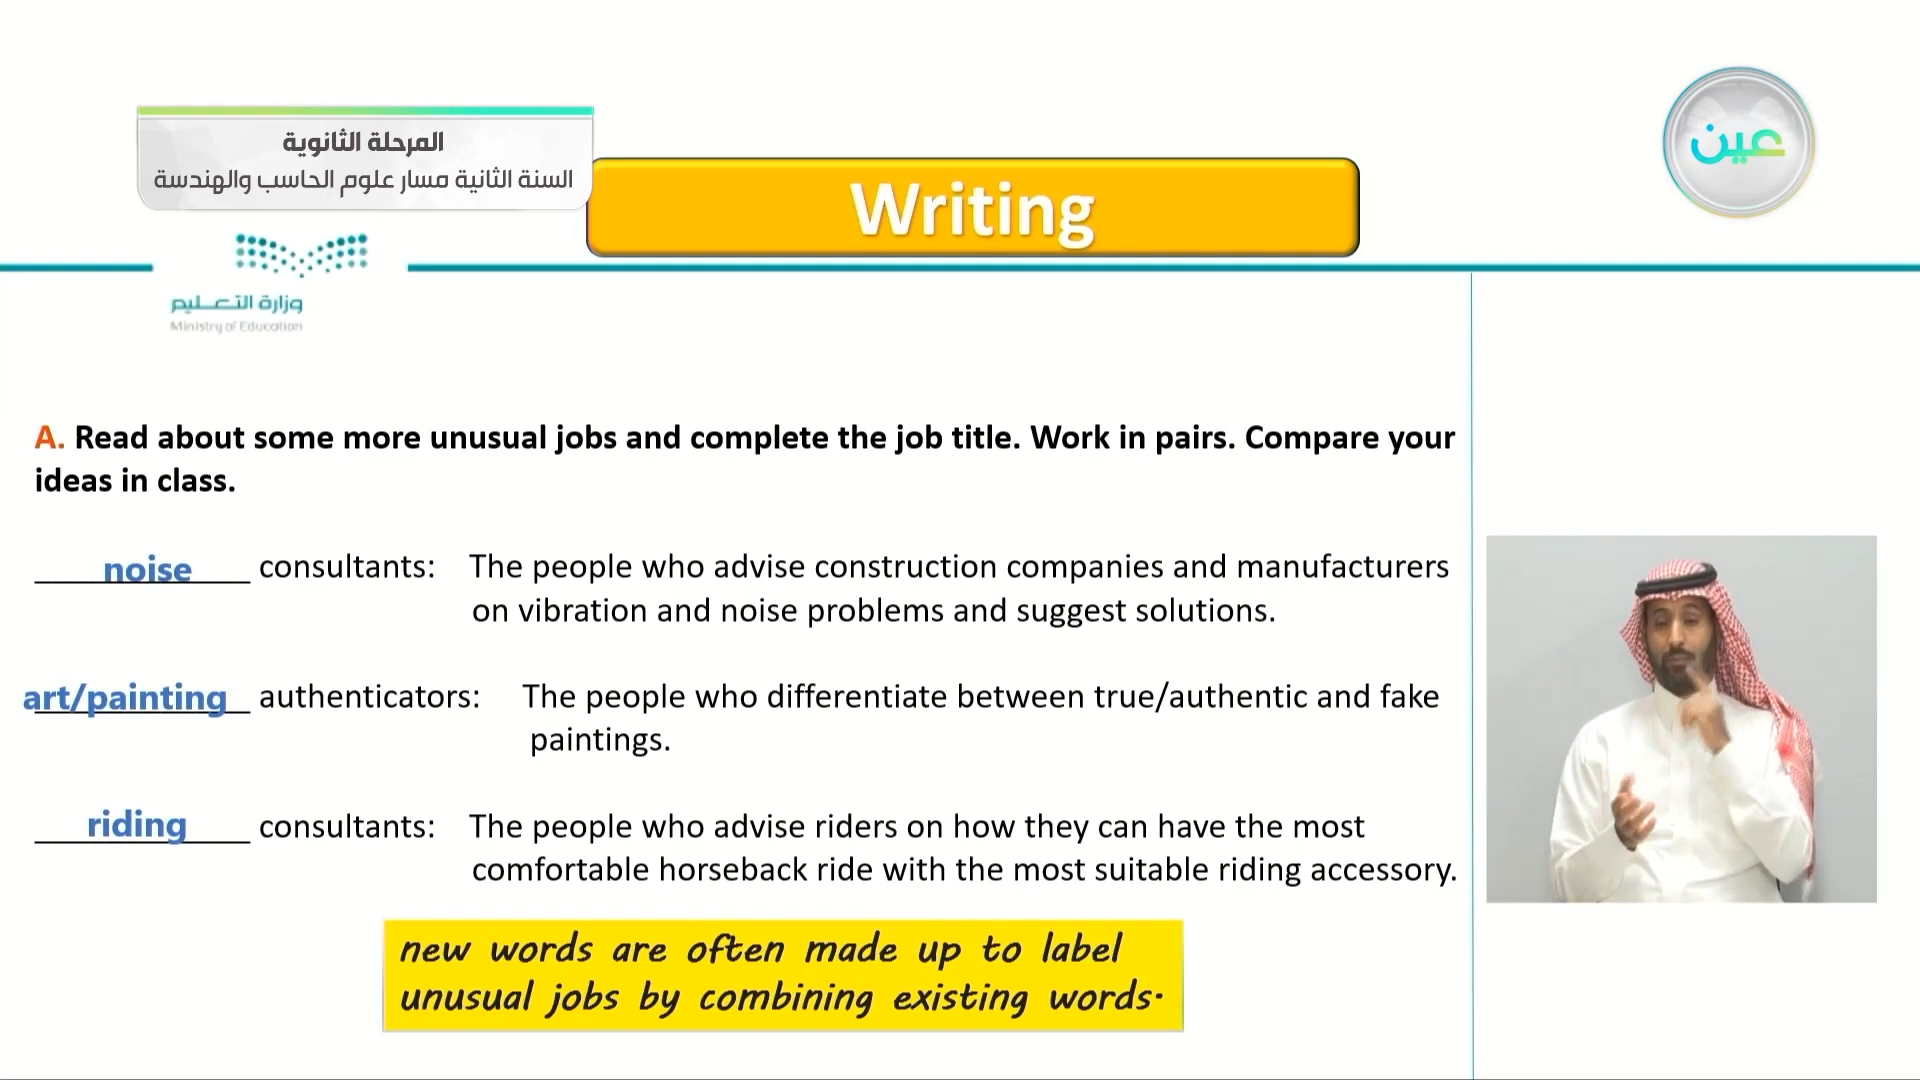 المرحلة الثانوية
السنة الثانية مسار علوم الحاسب والهندسة
عين
Writing
وزارة التعليم
Ministry of Education
A. Read about some more unusual jobs and complete the job title. Work in pairs. Compare your
ideas in class.
noise consultants: The people who advise construction companies and manufacturers
on vibration and noise problems and suggest solutions.
art/painting authenticators: The people who differentiate between true/authentic and fake
paintings.
riding consultants: The people who advise riders on how they can have the most
comfortable horseback ride with the most suitable riding accessory.
new words are often made up to label
unusual jobs by combining existing words.